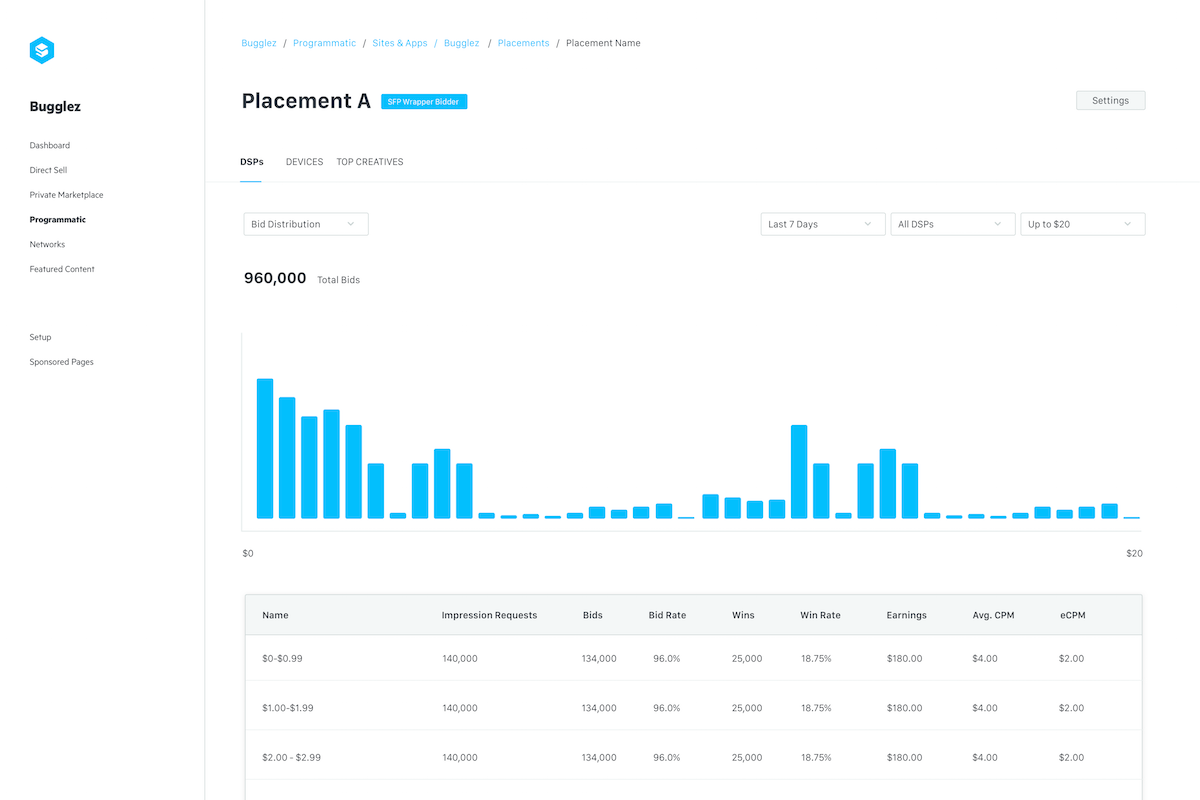 Bugglez / Programmatic / Sites & Apps / Bugglez / Placements / Placement Name
Bugglez
Dashboard
Direct Sell
Private Marketplace
Programmatic
Networks
Featured Content
Setup
Sponsored Pages
Placement A SFP Wrapper Bidder
Settings
DSPs DEVICES TOP CREATIVES
Bid Distribution Last 7 Days All DSPs Up to $20
960,000 Total Bids
$0 $20
Name Impression Requests Bids Bid Rate Wins Win Rate Earnings Avg. CPM eCPM
$0-$0.99 140,000 134,000 96.0% 25,000 18.75% $180.00 $4.00 $2.00
$1.00-$1.99 140,000 134,000 96.0% 25,000 18.75% $180.00 $4.00 $2.00
$2.00 - $2.99 140,000 134,000 96.0% 25,000 18.75% $180.00 $4.00 $2.00